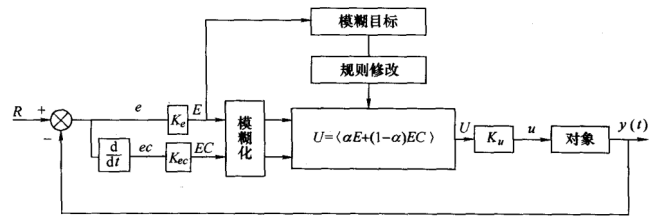 模糊目标
规则修改
R + e K_e E 模糊化 U=⟨αE+(1−α)EC⟩ U K_u u 对象 y(t)
− d/dt ec K_ec EC